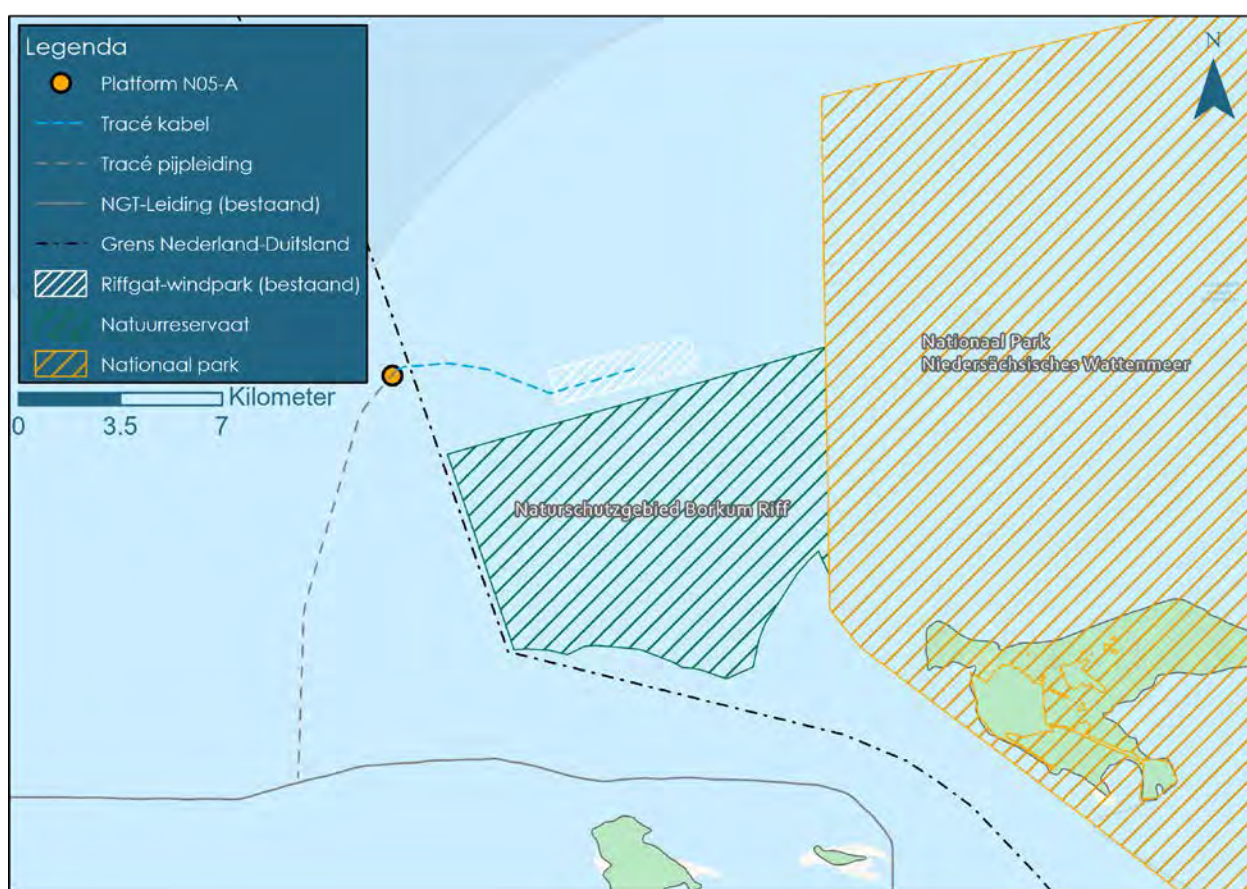 Legenda
Platform N05-A
Tracé kabel
Tracé pijpleiding
NGT-Leiding (bestaand)
Grens Nederland-Duitsland
Riffgat-windpark (bestaand)
Natuurreservaat
Nationaal park
Kilometer
0 3.5 7
N
Nationaal Park
Niedersächsisches Wattenmeer
Naturschutzgebied Borkum Riff